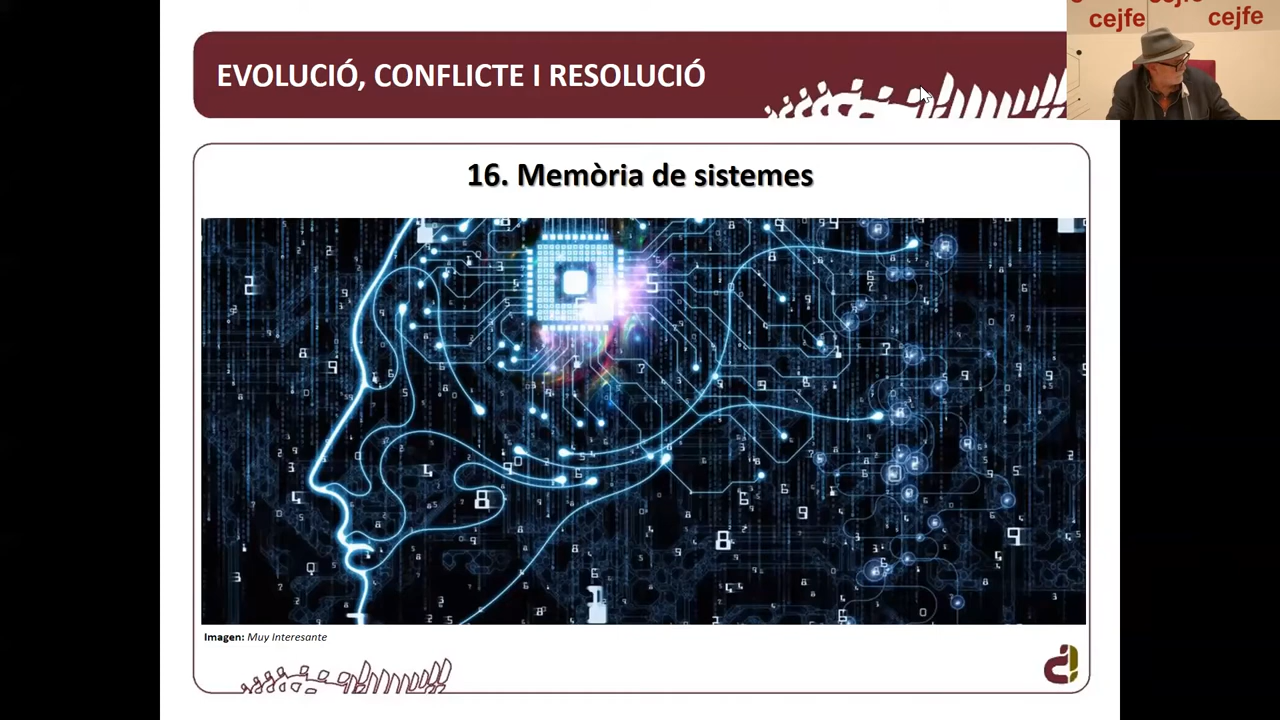 EVOLUCIÓ, CONFLICTE I RESOLUCIÓ
cejfe
cejfe
16. Memòria de sistemes
Imagen: Muy Interesante